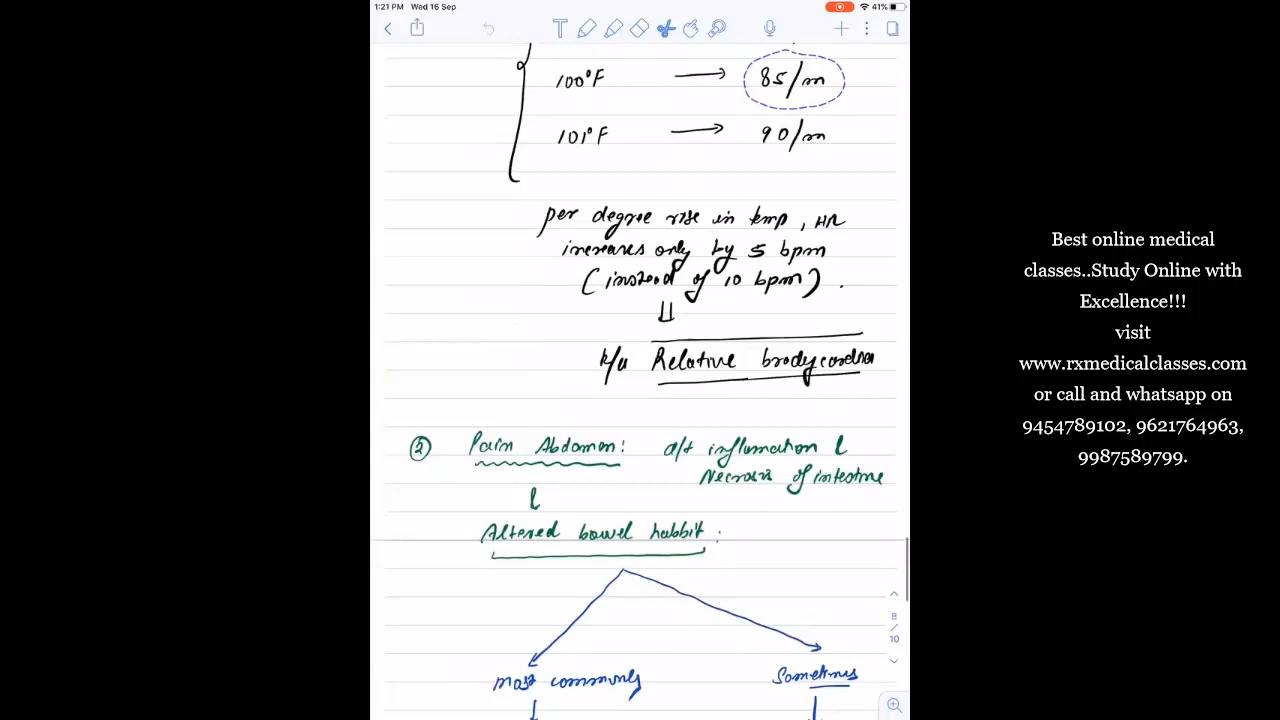 1:21 PM Wed 16 Sep
41%
100°F → 85/m
101°F → 90/m
per degree rise in temp, HR
increases only by 5 bpm
(instead of 10 bpm).
⇓
k/a Relative bradycardia
② Pain Abdomen: d/t inflamation &
Necrosis of intestine
&
Altered bowel habbit:
most commonly
Sometimes
8
/
10
Best online medical
classes..Study Online with
Excellence!!!
visit
www.rxmedicalclasses.com
or call and whatsapp on
9454789102, 9621764963,
9987589799.